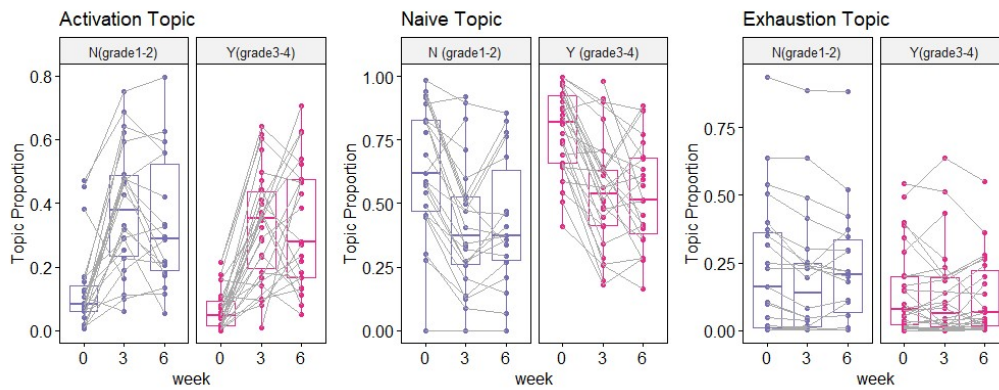 Activation Topic
N(grade1-2)
Y(grade3-4)
Topic Proportion
0.8
0.6
0.4
0.2
0.0
0 3 6
0 3 6
week
Naive Topic
N (grade1-2)
Y (grade3-4)
Topic Proportion
1.00
0.75
0.50
0.25
0.00
0 3 6
0 3 6
week
Exhaustion Topic
N(grade1-2)
Y(grade3-4)
Topic Proportion
0.75
0.50
0.25
0.00
0 3 6
0 3 6
week